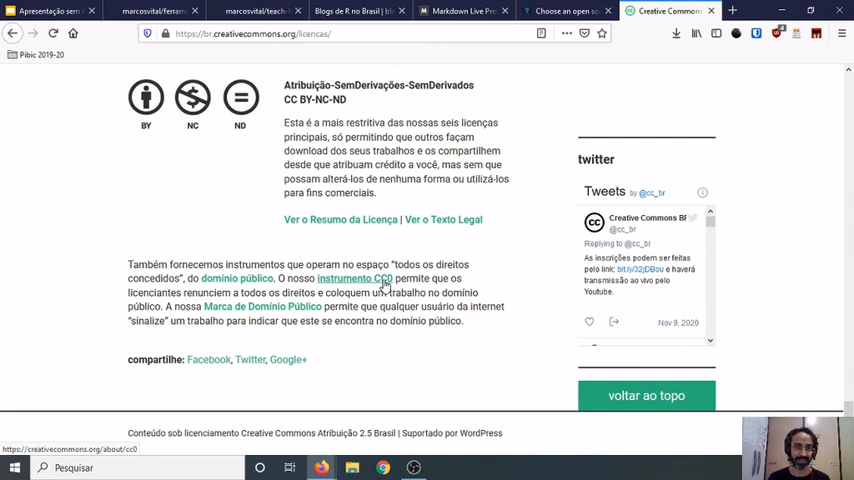 Apresentação sem
marcosvital/ferrame
marcosvital/teach-r
Blogs de R no Brasil | blo
Markdown Live Pre
Choose an open so
Creative Commons
https://br.creativecommons.org/licencas/
Pibic 2019-20
BY
NC
ND
Atribuição-SemDerivações-SemDerivados
CC BY-NC-ND
Esta é a mais restritiva das nossas seis licenças
principais, só permitindo que outros façam
download dos seus trabalhos e os compartilhem
desde que atribuam crédito a você, mas sem que
possam alterá-los de nenhuma forma ou utilizá-los
para fins comerciais.
Ver o Resumo da Licença | Ver o Texto Legal
Também fornecemos instrumentos que operam no espaço “todos os direitos
concedidos”, do domínio público. O nosso instrumento CC0 permite que os
licenciantes renunciem a todos os direitos e coloquem um trabalho no domínio
público. A nossa Marca de Domínio Público permite que qualquer usuário da internet
“sinalize” um trabalho para indicar que este se encontra no domínio público.
compartilhe: Facebook, Twitter, Google+
twitter
Tweets by @cc_br
Creative Commons BR
@cc_br
Replying to @cc_br
As inscrições podem ser feitas
pelo link: bit.ly/32jDBou e haverá
transmissão ao vivo pelo
Youtube.
Nov 9, 2020
voltar ao topo
Conteúdo sob licenciamento Creative Commons Atribuição 2.5 Brasil | Suportado por WordPress
https://creativecommons.org/about/cc0
Pesquisar